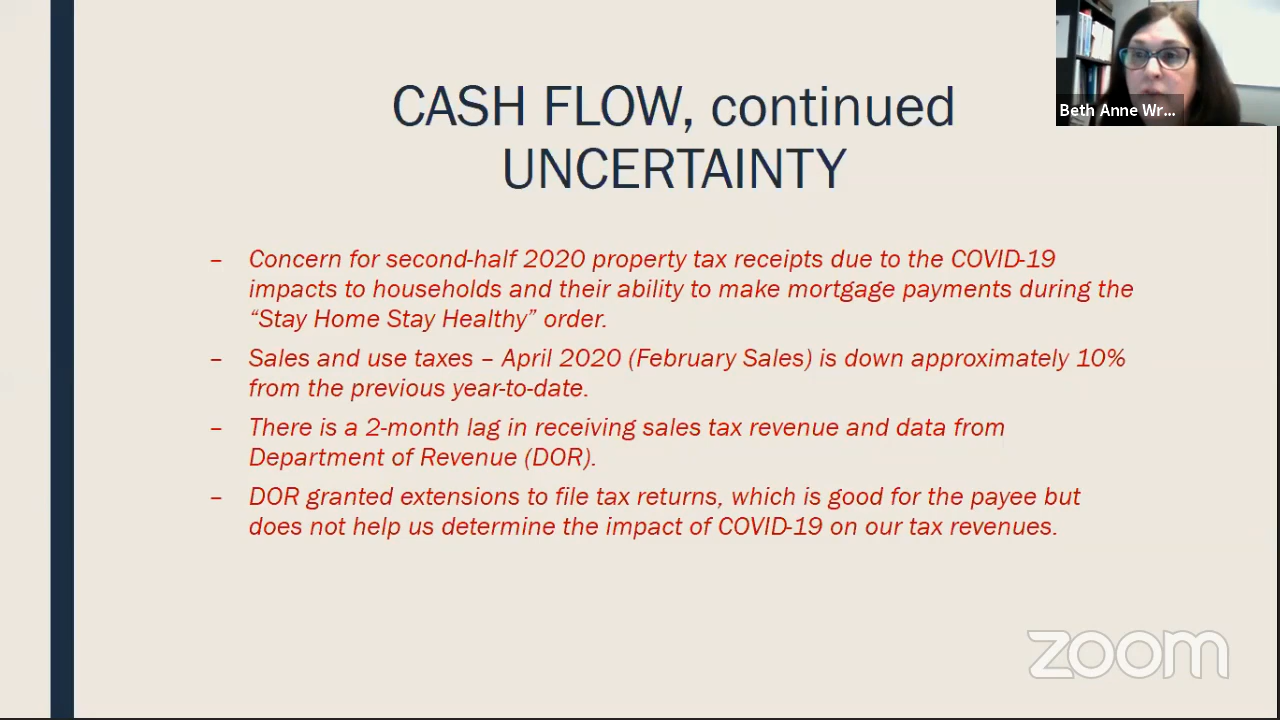 CASH FLOW, continued
UNCERTAINTY
Beth Anne Wr...
– Concern for second-half 2020 property tax receipts due to the COVID-19
impacts to households and their ability to make mortgage payments during the
“Stay Home Stay Healthy” order.
– Sales and use taxes – April 2020 (February Sales) is down approximately 10%
from the previous year-to-date.
– There is a 2-month lag in receiving sales tax revenue and data from
Department of Revenue (DOR).
– DOR granted extensions to file tax returns, which is good for the payee but
does not help us determine the impact of COVID-19 on our tax revenues.
zoom